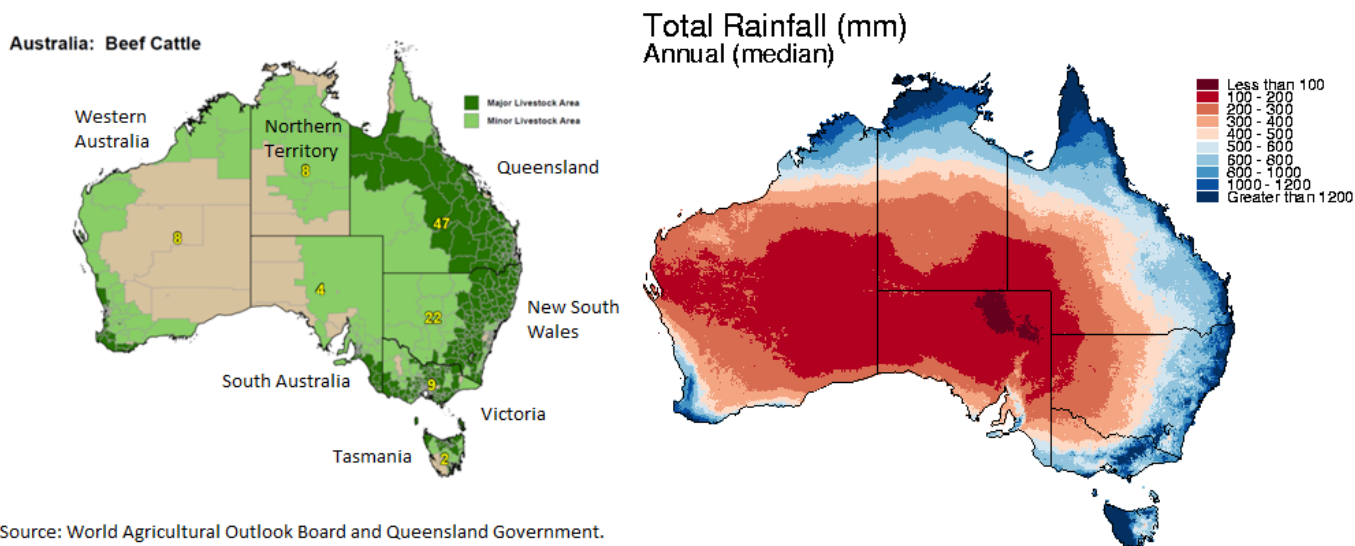 Australia: Beef Cattle
Major Livestock Area
Minor Livestock Area
Western
Australia
Northern
Territory
8
Queensland
47
8
4
22
New South
Wales
South Australia
9
Victoria
Tasmania
2
Source: World Agricultural Outlook Board and Queensland Government.
Total Rainfall (mm)
Annual (median)
Less than 100
100 - 200
200 - 300
300 - 400
400 - 500
500 - 600
600 - 800
800 - 1000
1000 - 1200
Greater than 1200